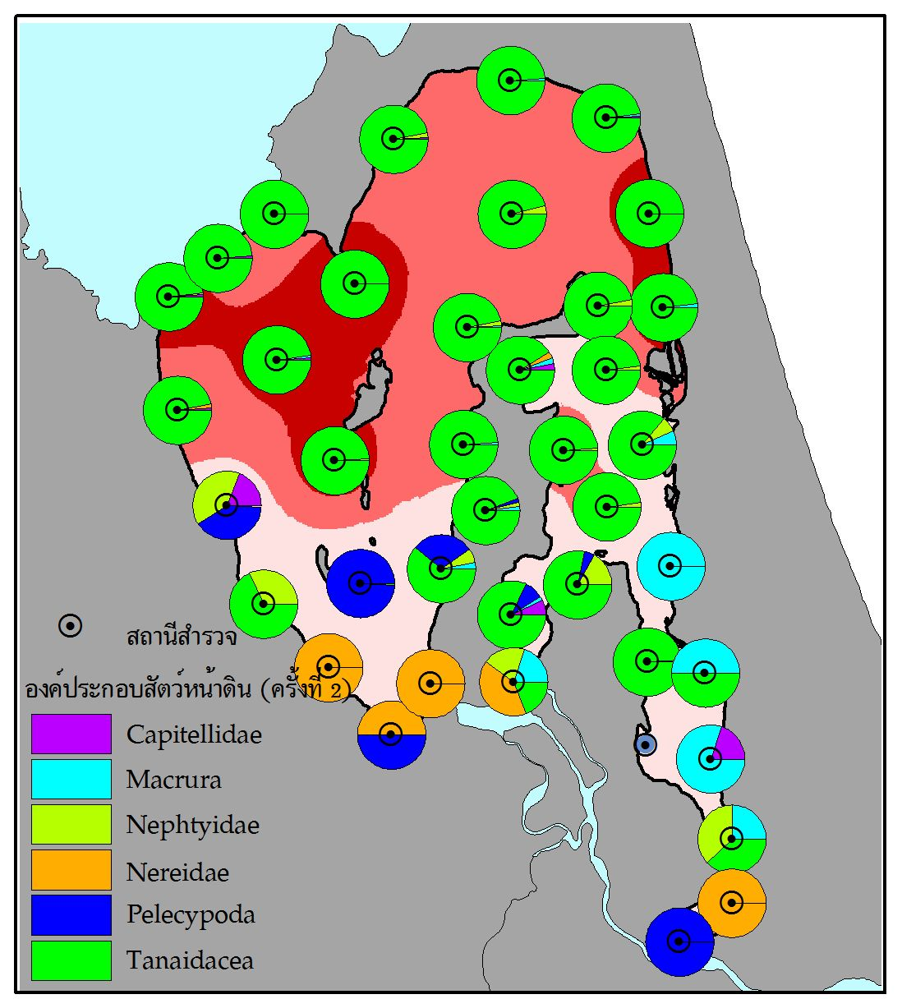 สถานีสำรวจ
องค์ประกอบสัตว์หน้าดิน (ครั้งที่ 2)
Capitellidae
Macrura
Nephtyidae
Nereidae
Pelecypoda
Tanaidacea